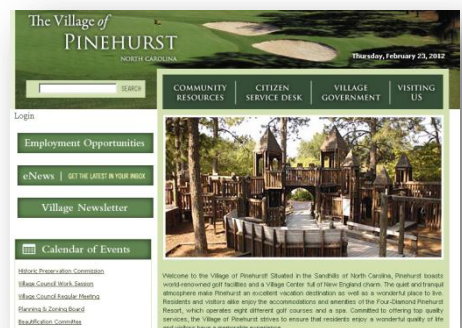 The Village of
PINEHURST
NORTH CAROLINA
Thursday, February 23, 2012
SEARCH
COMMUNITY RESOURCES
CITIZEN SERVICE DESK
VILLAGE GOVERNMENT
VISITING US
Login
Employment Opportunities
eNews | GET THE LATEST IN YOUR INBOX
Village Newsletter
Calendar of Events
Historic Preservation Commission
Village Council Work Session
Village Council Regular Meeting
Planning & Zoning Board
Beautification Committee
Welcome to the Village of Pinehurst! Situated in the Sandhills of North Carolina, Pinehurst boasts
world-renowned golf facilities and a Village Center full of New England charm. The quiet and tranquil
atmosphere make Pinehurst an excellent vacation destination as well as a wonderful place to live.
Residents and visitors alike enjoy the accommodations and amenities of the Four-Diamond Pinehurst
Resort, which operates eight different golf courses and a spa. Committed to offering top quality
services, the Village of Pinehurst strives to ensure that residents enjoy a wonderful quality of life
and visitors have a memorable experience.